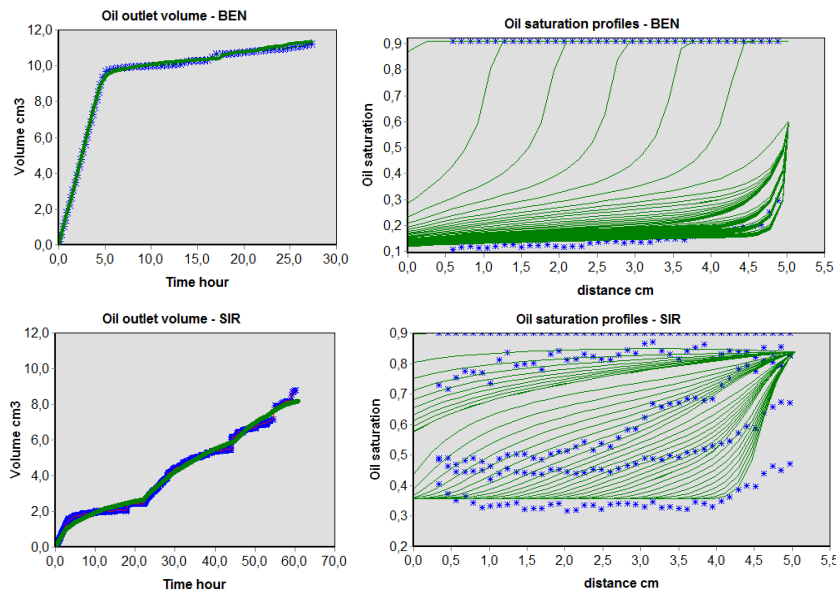 Oil outlet volume - BEN
12,0
10,0
8,0
6,0
4,0
2,0
0,0
Volume cm3
0,0 5,0 10,0 15,0 20,0 25,0 30,0
Time hour
Oil saturation profiles - BEN
0,9
0,8
0,7
0,6
0,5
0,4
0,3
0,2
0,1
Oil saturation
0,0 0,5 1,0 1,5 2,0 2,5 3,0 3,5 4,0 4,5 5,0 5,5
distance cm
Oil outlet volume - SIR
12,0
10,0
8,0
6,0
4,0
2,0
0,0
Volume cm3
0,0 10,0 20,0 30,0 40,0 50,0 60,0 70,0
Time hour
Oil saturation profiles - SIR
0,9
0,8
0,7
0,6
0,5
0,4
0,3
0,2
Oil saturation
0,0 0,5 1,0 1,5 2,0 2,5 3,0 3,5 4,0 4,5 5,0 5,5
distance cm